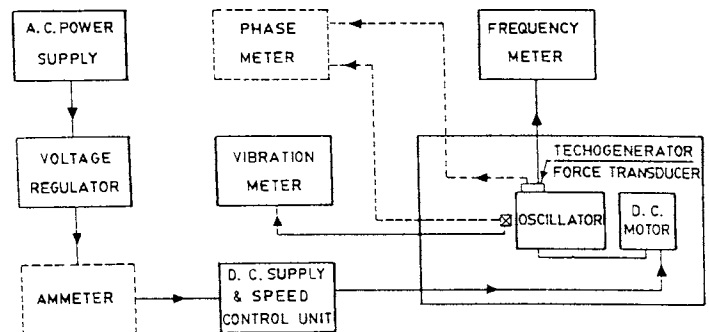 A.C. POWER
SUPPLY
PHASE
METER
FREQUENCY
METER
VOLTAGE
REGULATOR
VIBRATION
METER
TECHOGENERATOR
FORCE TRANSDUCER
OSCILLATOR
D. C.
MOTOR
AMMETER
D. C. SUPPLY
& SPEED
CONTROL UNIT